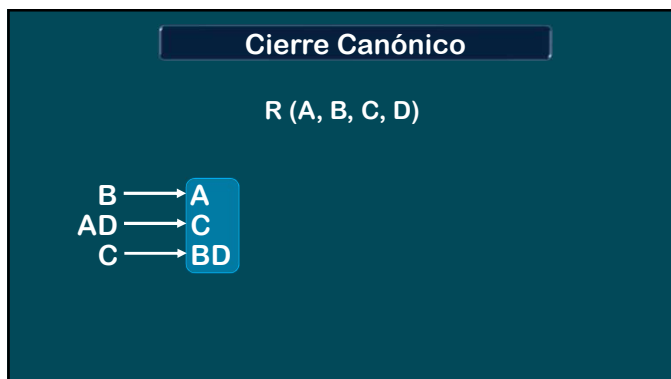 Cierre Canónico
R (A, B, C, D)
B → A
AD → C
C → BD